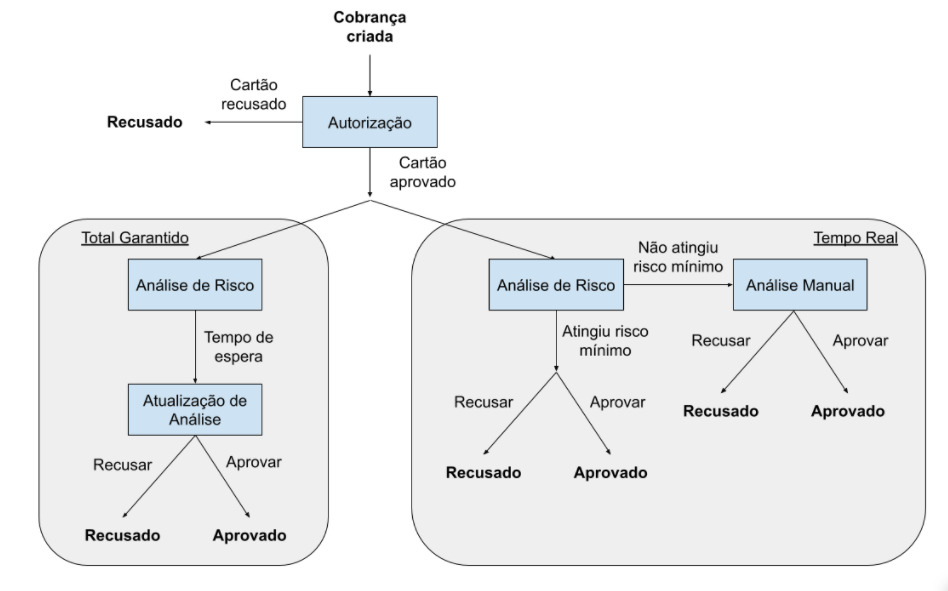 Cobrança
criada
Cartão
recusado
Recusado
Autorização
Cartão
aprovado
Total Garantido
Análise de Risco
Tempo de
espera
Atualização de
Análise
Recusar
Aprovar
Recusado
Aprovado
Tempo Real
Não atingiu
risco mínimo
Análise de Risco
Análise Manual
Atingiu risco
mínimo
Recusar
Aprovar
Recusado
Aprovado
Recusar
Aprovar
Recusado
Aprovado